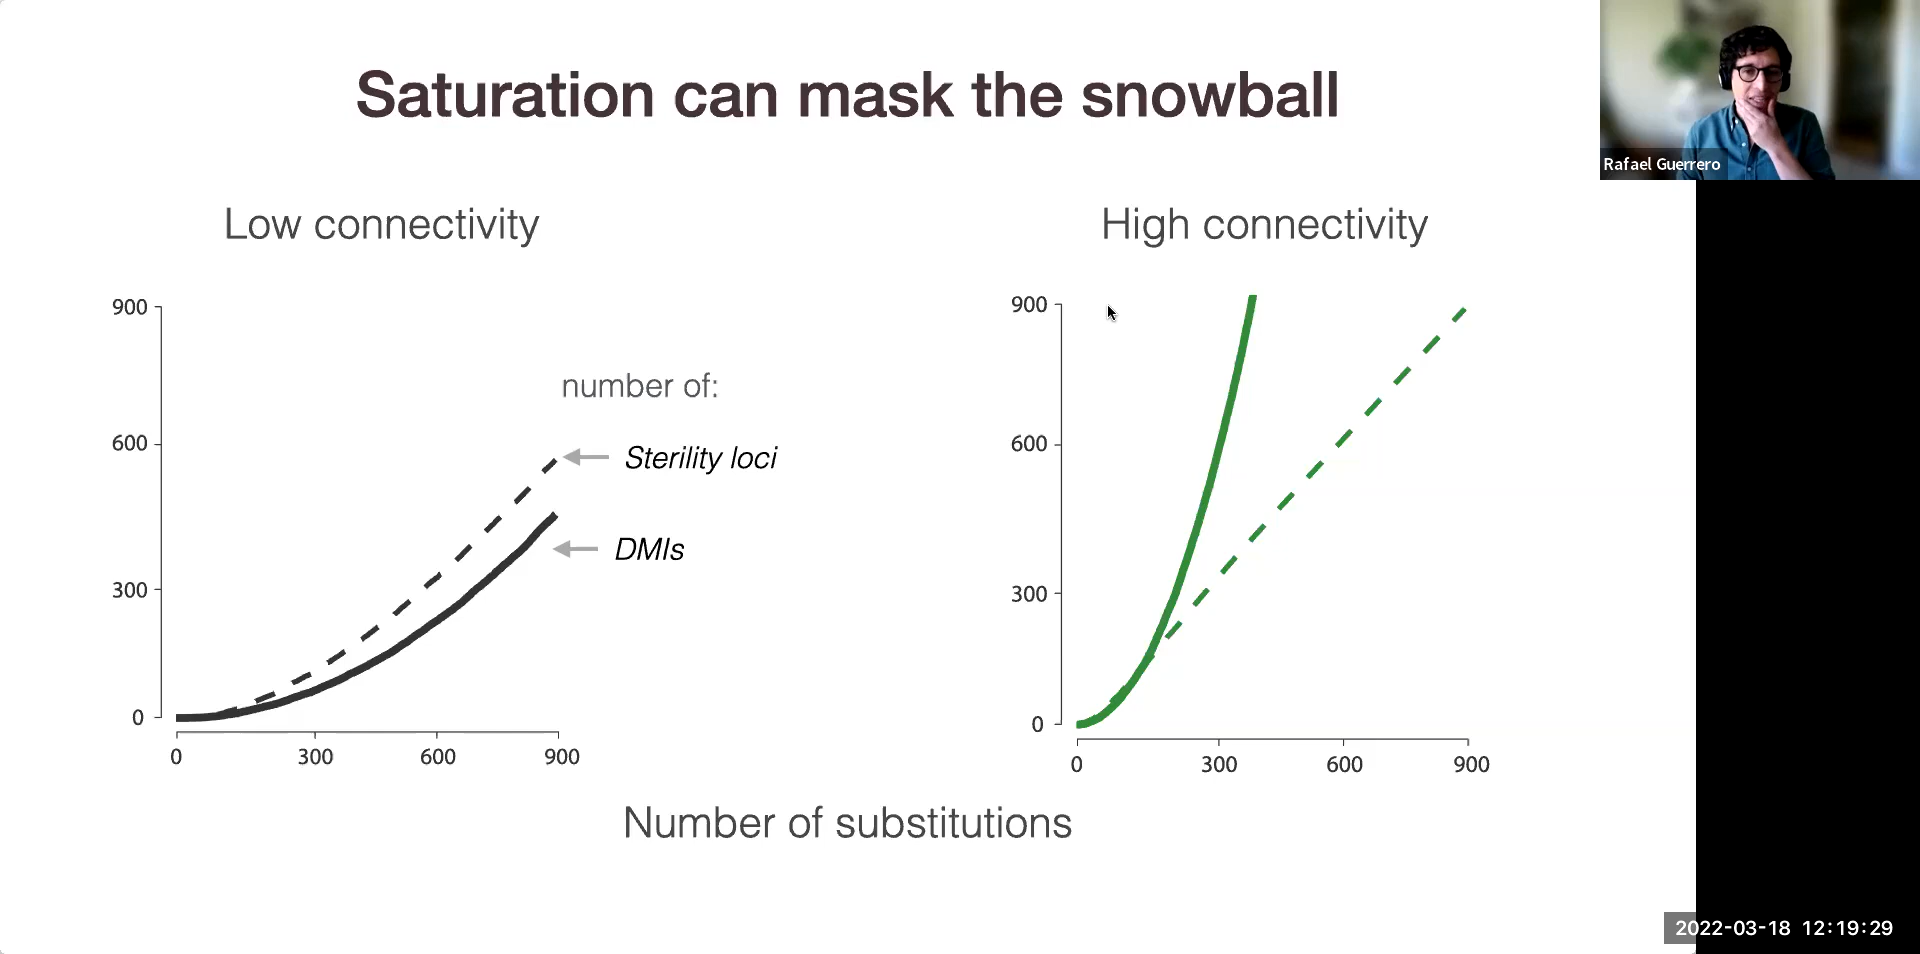 Saturation can mask the snowball
Rafael Guerrero
Low connectivity
High connectivity
900
600
300
0
0
300
600
900
number of:
Sterility loci
DMIs
900
600
300
0
0
300
600
900
Number of substitutions
2022-03-18 12:19:29